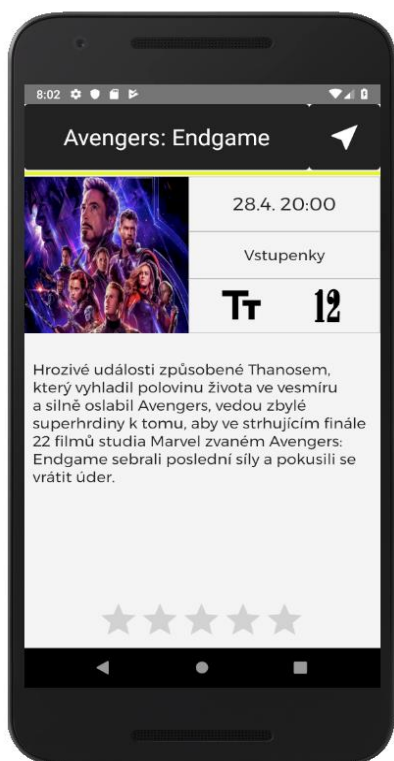 8:02
Avengers: Endgame
28.4. 20:00
Vstupenky
TT 12
Hrozivé události způsobené Thanosem,
který vyhladil polovinu života ve vesmíru
a silně oslabil Avengers, vedou zbylé
superhrdiny k tomu, aby ve strhujícím finále
22 filmů studia Marvel zvaném Avengers:
Endgame sebrali poslední síly a pokusili se
vrátit úder.